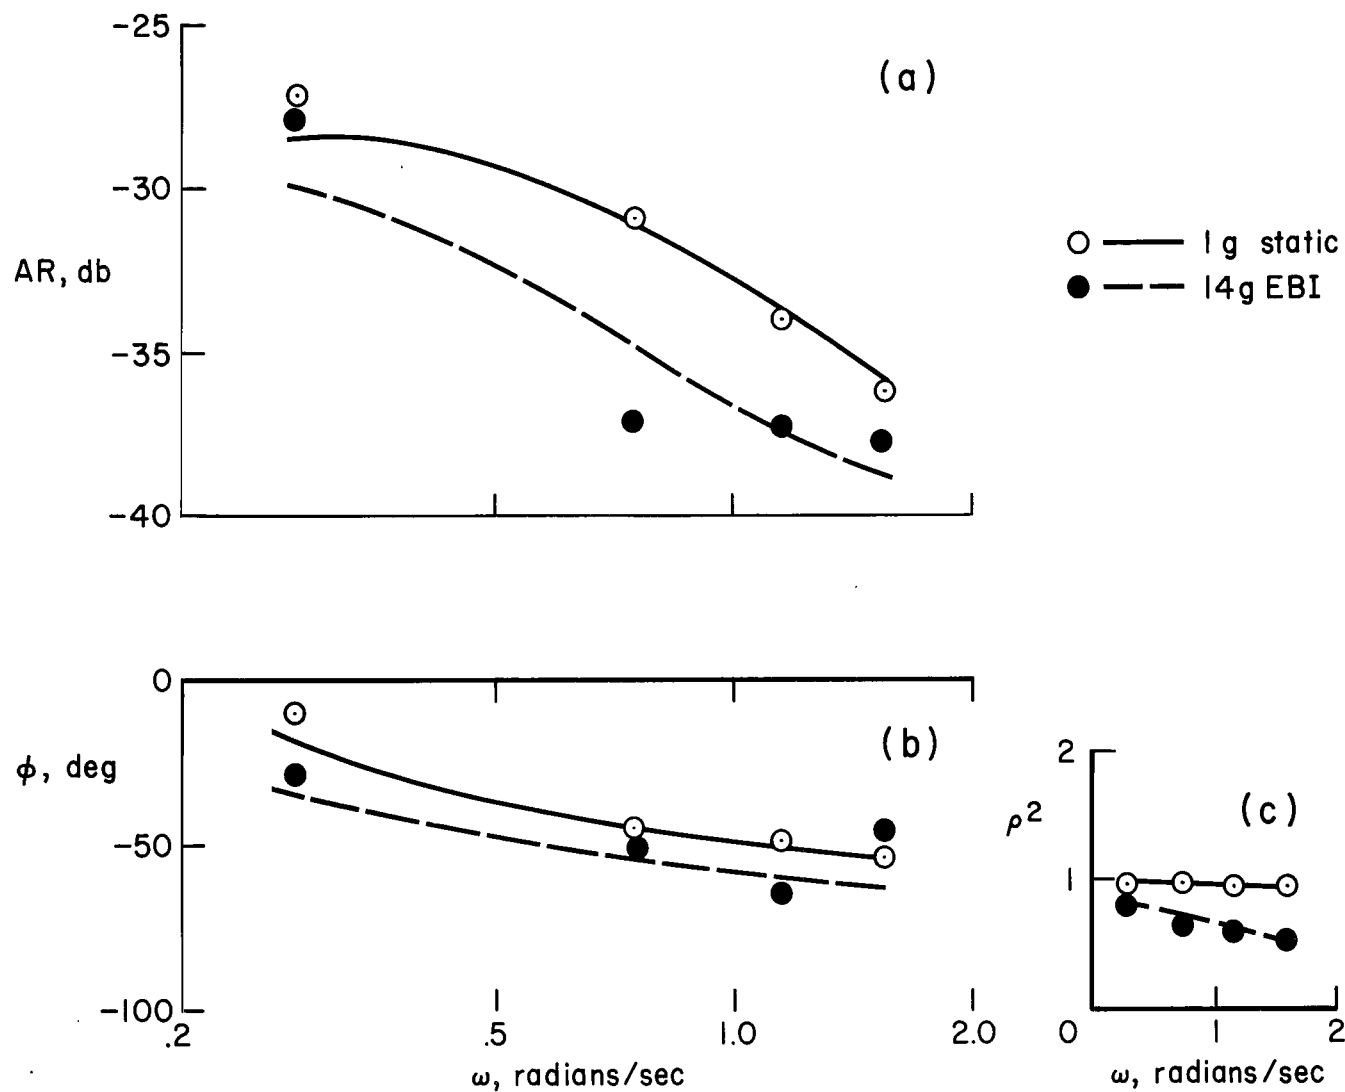 -25
(a)
-30
AR, db
1g static
14g EBI
-35
-40
0
(b)
φ, deg
-50
-100
.2
.5
1.0
2.0
ω, radians/sec
2
(c)
ρ2
1
0
1
2
ω, radians/sec